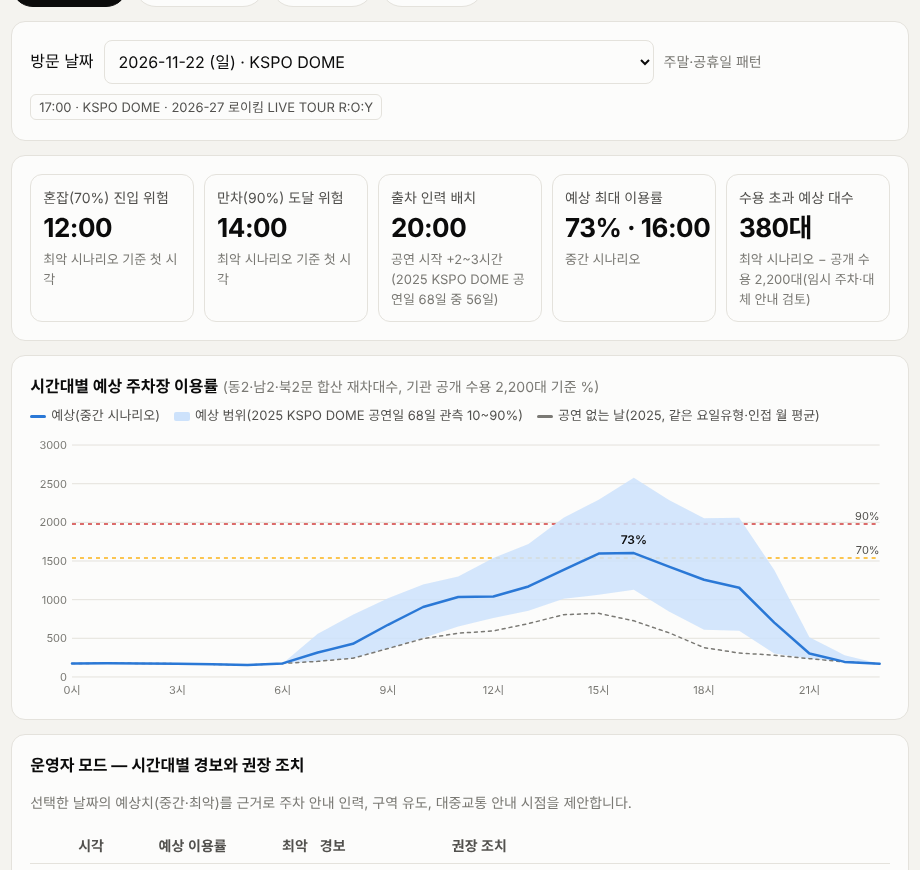 방문 날짜 2026-11-22 (일) · KSPO DOME 주말·공휴일 패턴
17:00 · KSPO DOME · 2026-27 로이킴 LIVE TOUR R:O:Y
혼잡(70%) 진입 위험
12:00
최악 시나리오 기준 첫 시
각
만차(90%) 도달 위험
14:00
최악 시나리오 기준 첫 시
각
출차 인력 배치
20:00
공연 시작 +2~3시간
(2025 KSPO DOME 공
연일 68일 중 56일)
예상 최대 이용률
73% · 16:00
중간 시나리오
수용 초과 예상 대수
380대
최악 시나리오 − 공개 수
용 2,200대(임시 주차·대
체 안내 검토)
시간대별 예상 주차장 이용률 (동2·남2·북2문 합산 재차대수, 기관 공개 수용 2,200대 기준 %)
예상(중간 시나리오) 예상 범위(2025 KSPO DOME 공연일 68일 관측 10~90%) 공연 없는 날(2025, 같은 요일유형·인접 월 평균)
3000
2500
2000
1500
1000
500
0
90%
70%
73%
0시 3시 6시 9시 12시 15시 18시 21시
운영자 모드 — 시간대별 경보와 권장 조치
선택한 날짜의 예상치(중간·최악)를 근거로 주차 안내 인력, 구역 유도, 대중교통 안내 시점을 제안합니다.
시각 예상 이용률 최악 경보 권장 조치